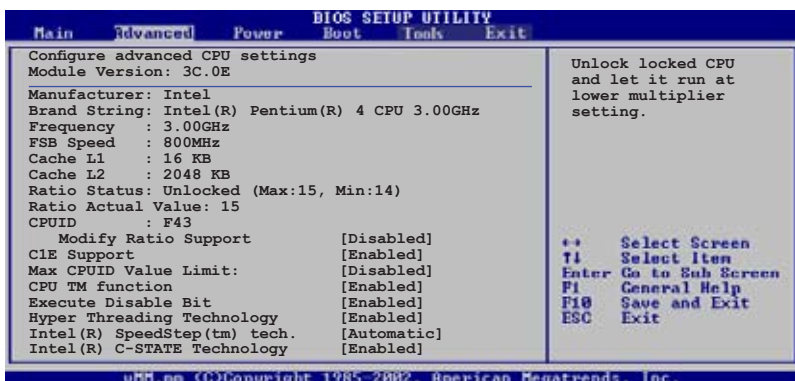 BIOS SETUP UTILITY
Main Advanced Power Boot Tools Exit
Configure advanced CPU settings
Module Version: 3C.0E
Manufacturer: Intel
Brand String: Intel(R) Pentium(R) 4 CPU 3.00GHz
Frequency : 3.00GHz
FSB Speed : 800MHz
Cache L1 : 16 KB
Cache L2 : 2048 KB
Ratio Status: Unlocked (Max:15, Min:14)
Ratio Actual Value: 15
CPUID : F43
Modify Ratio Support [Disabled]
C1E Support [Enabled]
Max CPUID Value Limit: [Disabled]
CPU TM function [Enabled]
Execute Disable Bit [Enabled]
Hyper Threading Technology [Enabled]
Intel(R) SpeedStep(tm) tech. [Automatic]
Intel(R) C-STATE Technology [Enabled]
Unlock locked CPU
and let it run at
lower multiplier
setting.
↔ Select Screen
↑↓ Select Item
Enter Go to Sub Screen
F1 General Help
F10 Save and Exit
ESC Exit
(C)Copyright 1985-2002, American Megatrends, Inc.